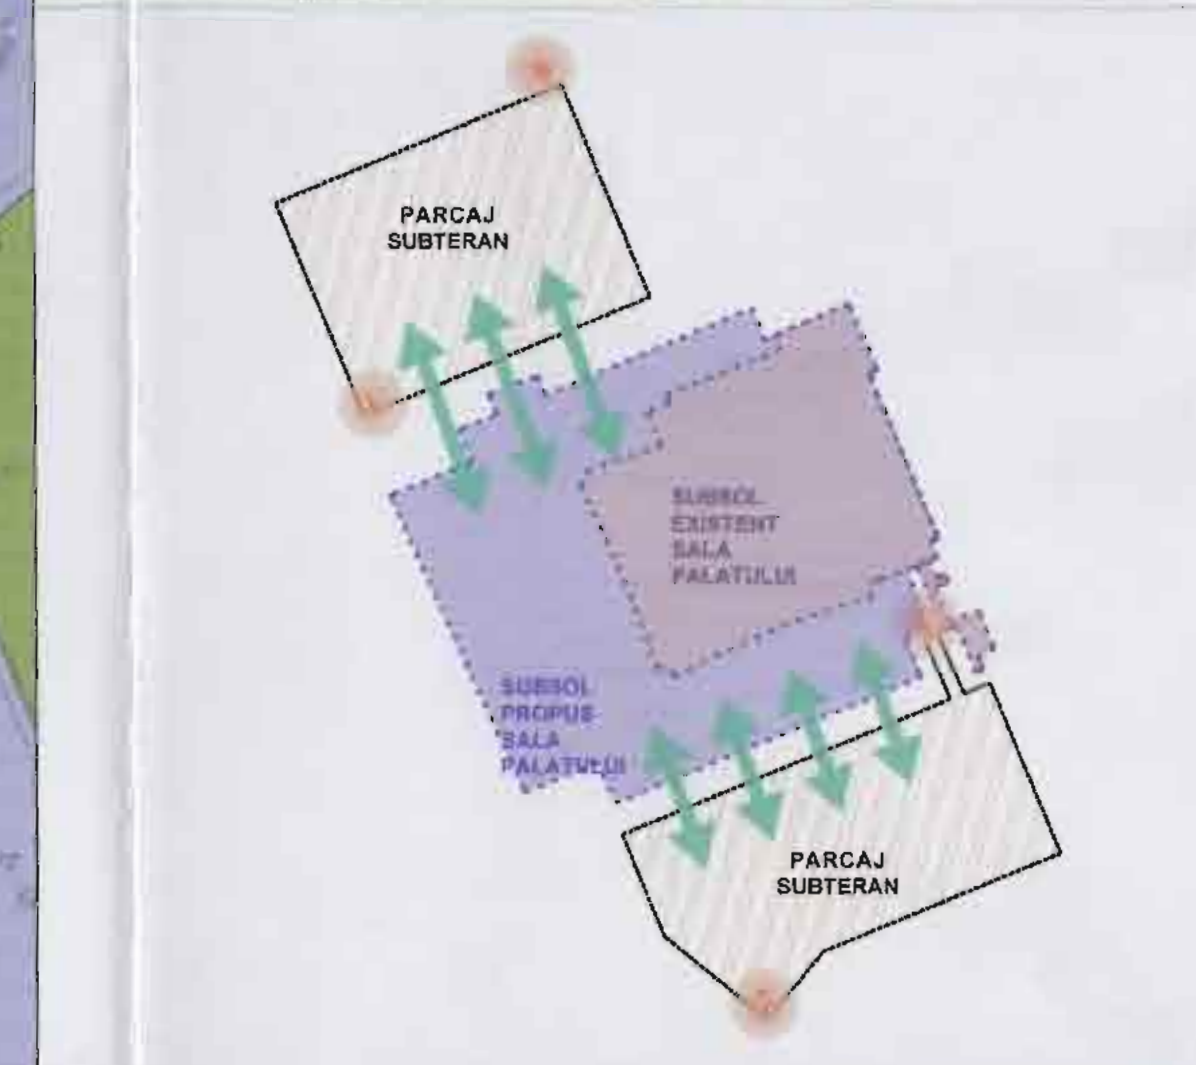 PARCAJ
SUBTERAN
SUBSOL
EXISTENT
SALA
PALATULUI
SUBSOL
PROPUS
SALA
PALATULUI
PARCAJ
SUBTERAN